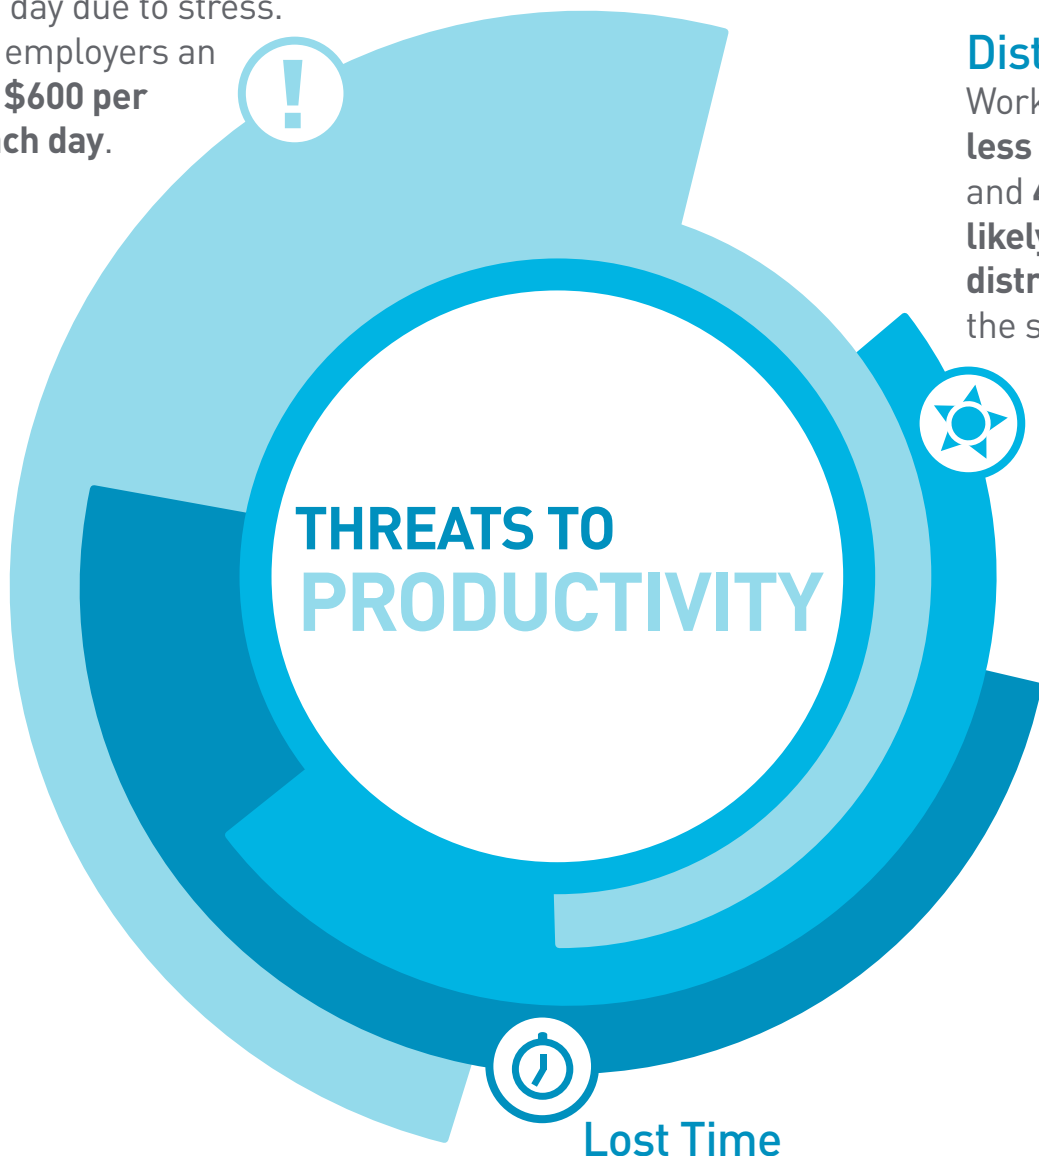 day due to stress.
employers an
$600 per
ch day.
Dist
Work
less
and 4
likely
distr
the s
THREATS TO
PRODUCTIVITY
Lost Time